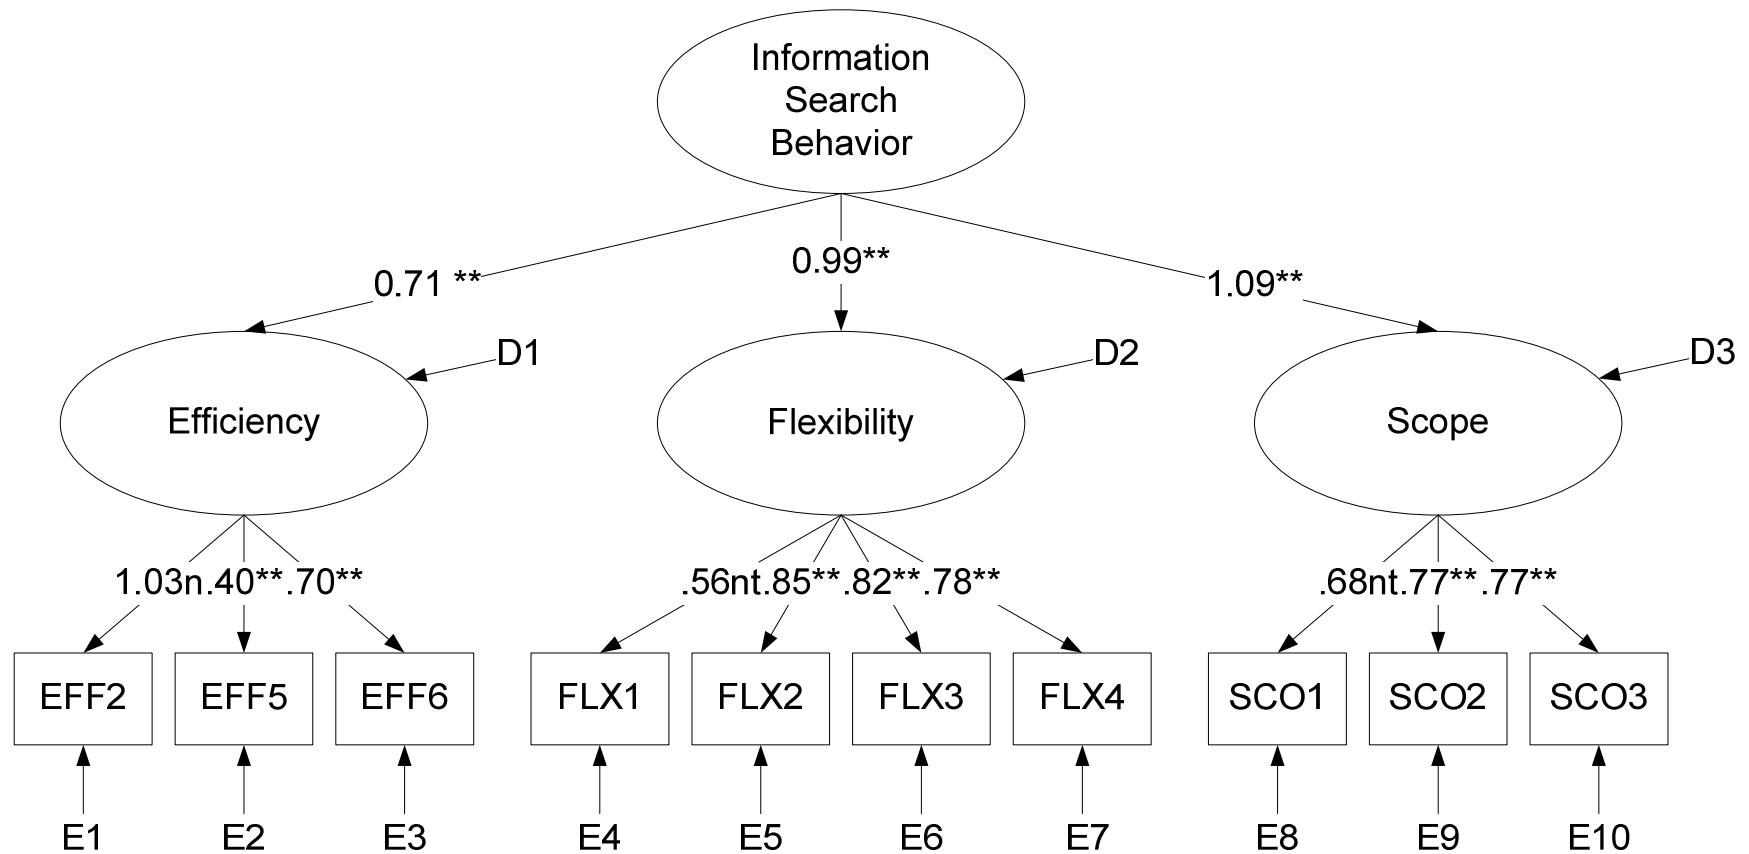 Information
Search
Behavior
0.71 **
0.99**
1.09**
D1
D2
D3
Efficiency
Flexibility
Scope
1.03n.40**.70**
.56nt.85**.82**.78**
.68nt.77**.77**
EFF2 EFF5 EFF6 FLX1 FLX2 FLX3 FLX4 SCO1 SCO2 SCO3
E1 E2 E3 E4 E5 E6 E7 E8 E9 E10